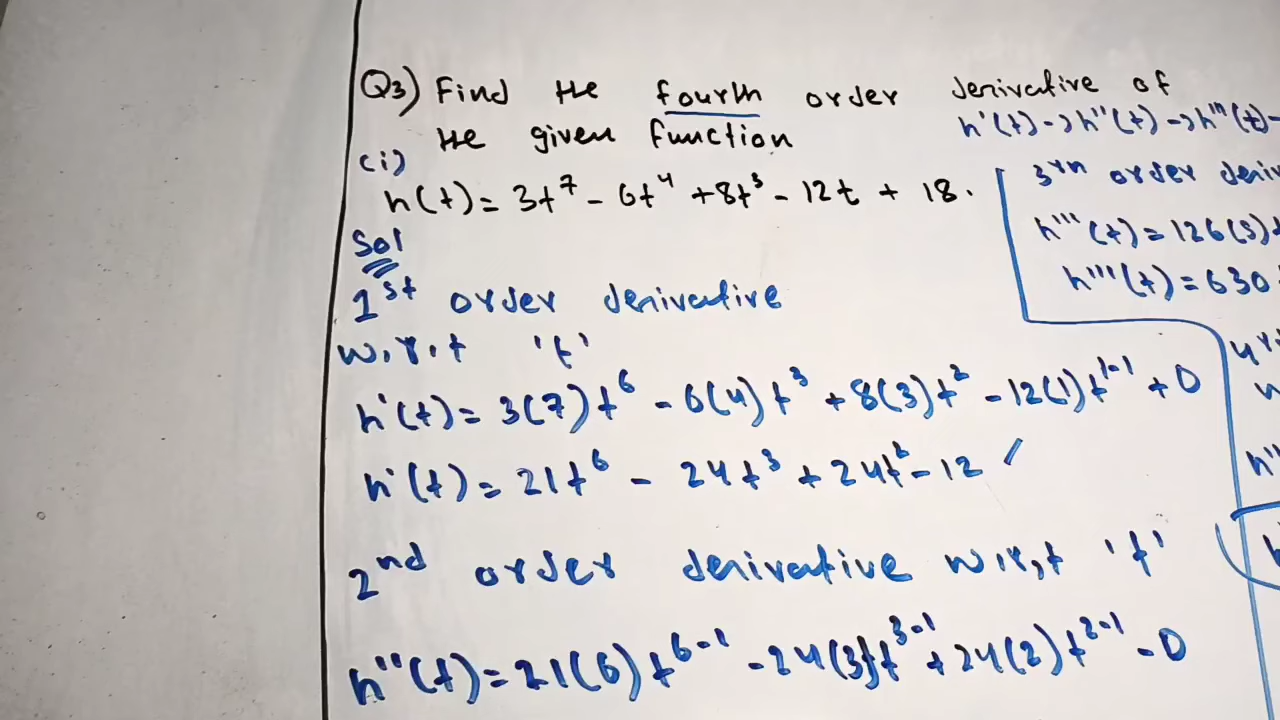 Q3) Find the fourth order derivative of
the given function
h'(t) -> h''(t) -> h'''(t) -
(i)
h(t) = 3t⁷ - 6t⁴ + 8t³ - 12t + 18.
Sol
1st order derivative
w.r.t 't'
h'(t) = 3(7)t⁶ - 6(4)t³ + 8(3)t² - 12(1)t¹⁻¹ + 0
h'(t) = 21t⁶ - 24t³ + 24t² - 12 ✓
2nd order derivative w.r.t 't'
h''(t) = 21(6)t⁶⁻¹ - 24(3)t³⁻¹ + 24(2)t²⁻¹ - 0
3rd order deriv
h'''(t) = 126(5)t
h'''(t) = 630